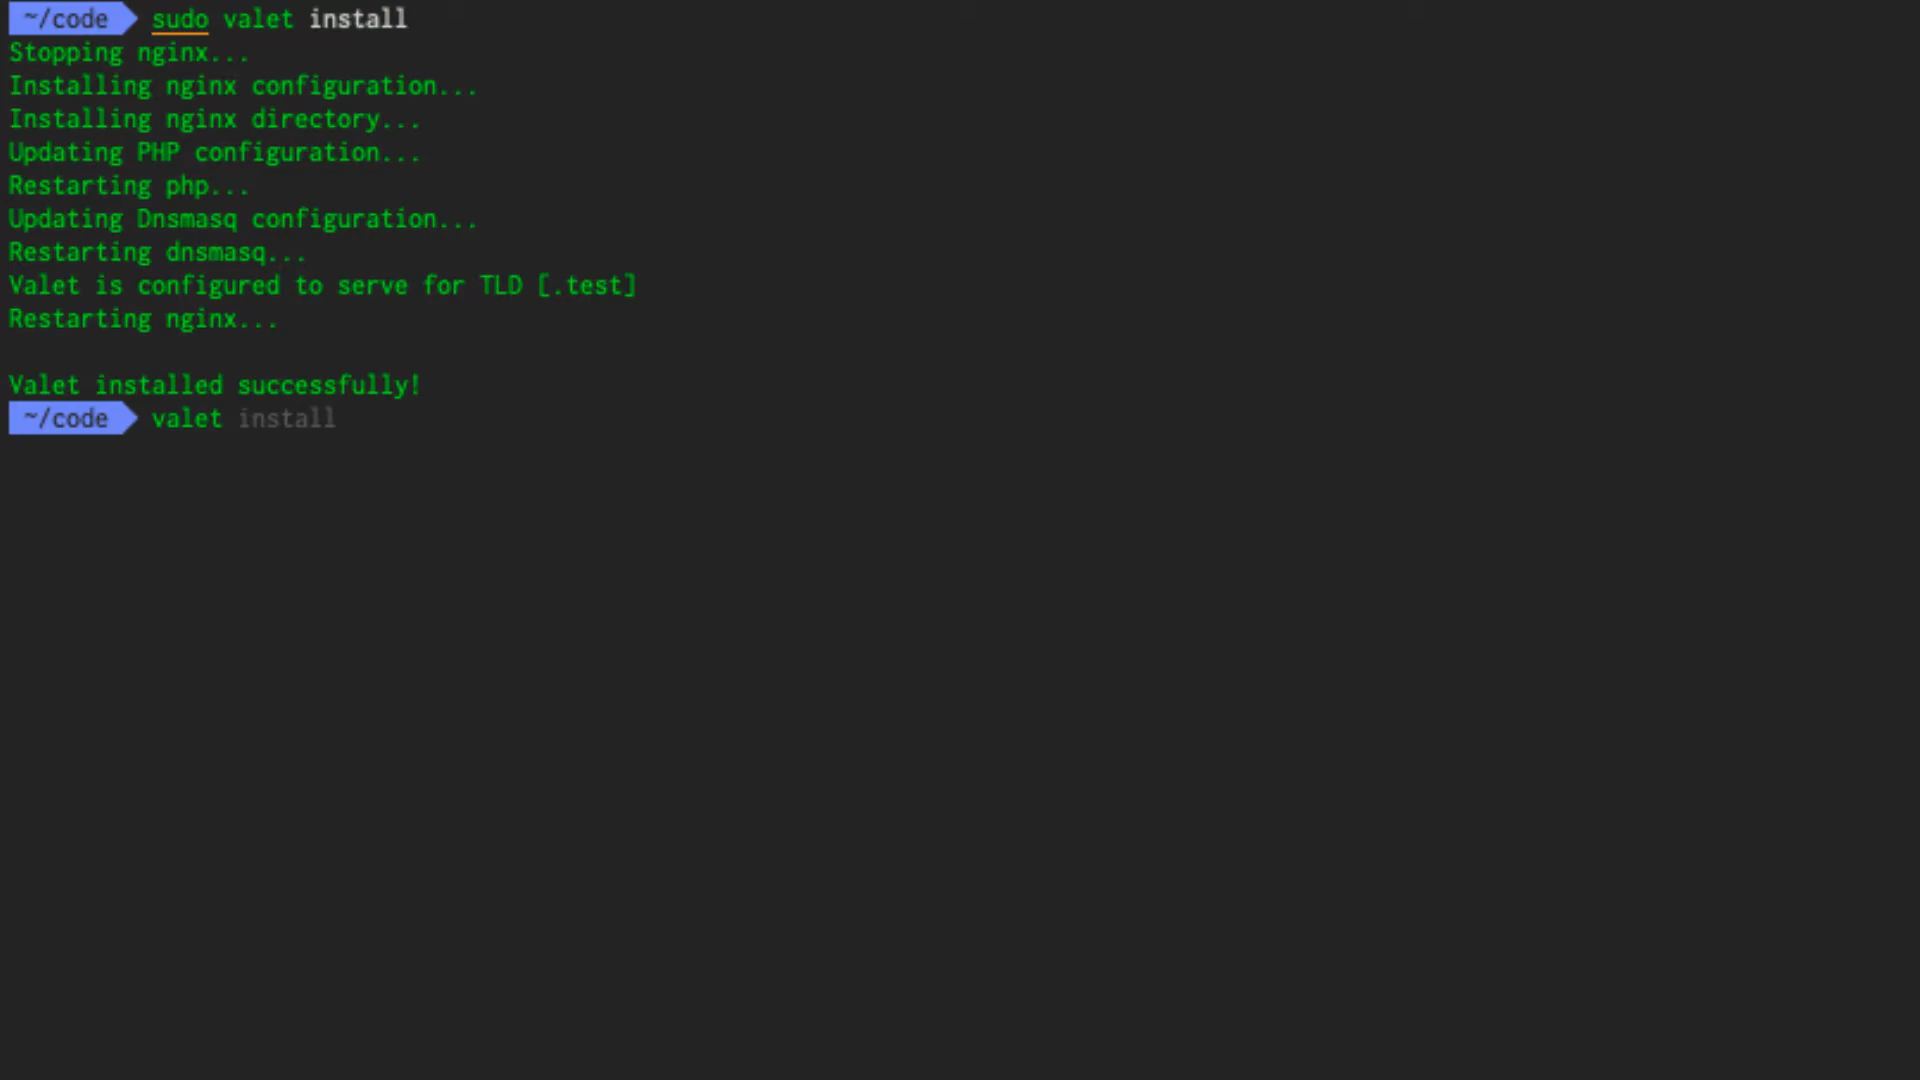 ~/code sudo valet install
Stopping nginx...
Installing nginx configuration...
Installing nginx directory...
Updating PHP configuration...
Restarting php...
Updating Dnsmasq configuration...
Restarting dnsmasq...
Valet is configured to serve for TLD [.test]
Restarting nginx...
Valet installed successfully!
~/code valet install